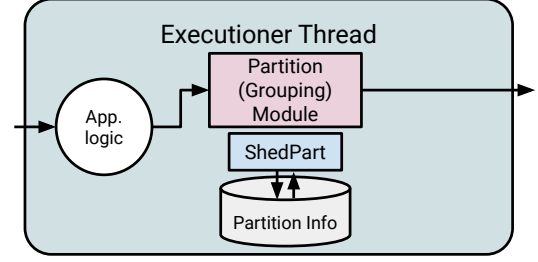 Executioner Thread
App.
logic
Partition
(Grouping)
Module
ShedPart
Partition Info